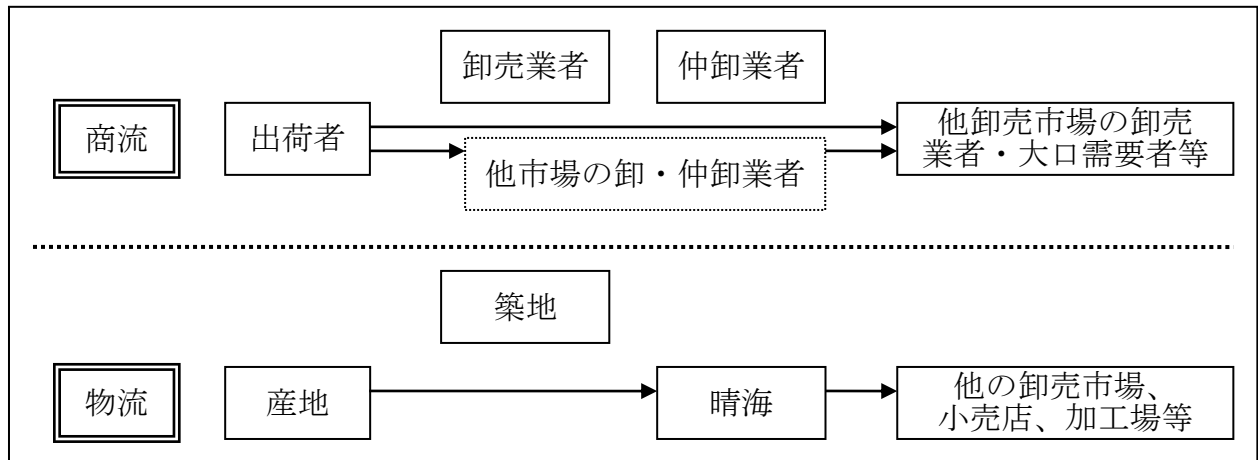 卸売業者
仲卸業者
商流
出荷者
他卸売市場の卸売
業者・大口需要者等
他市場の卸・仲卸業者
築地
物流
産地
晴海
他の卸売市場、
小売店、加工場等